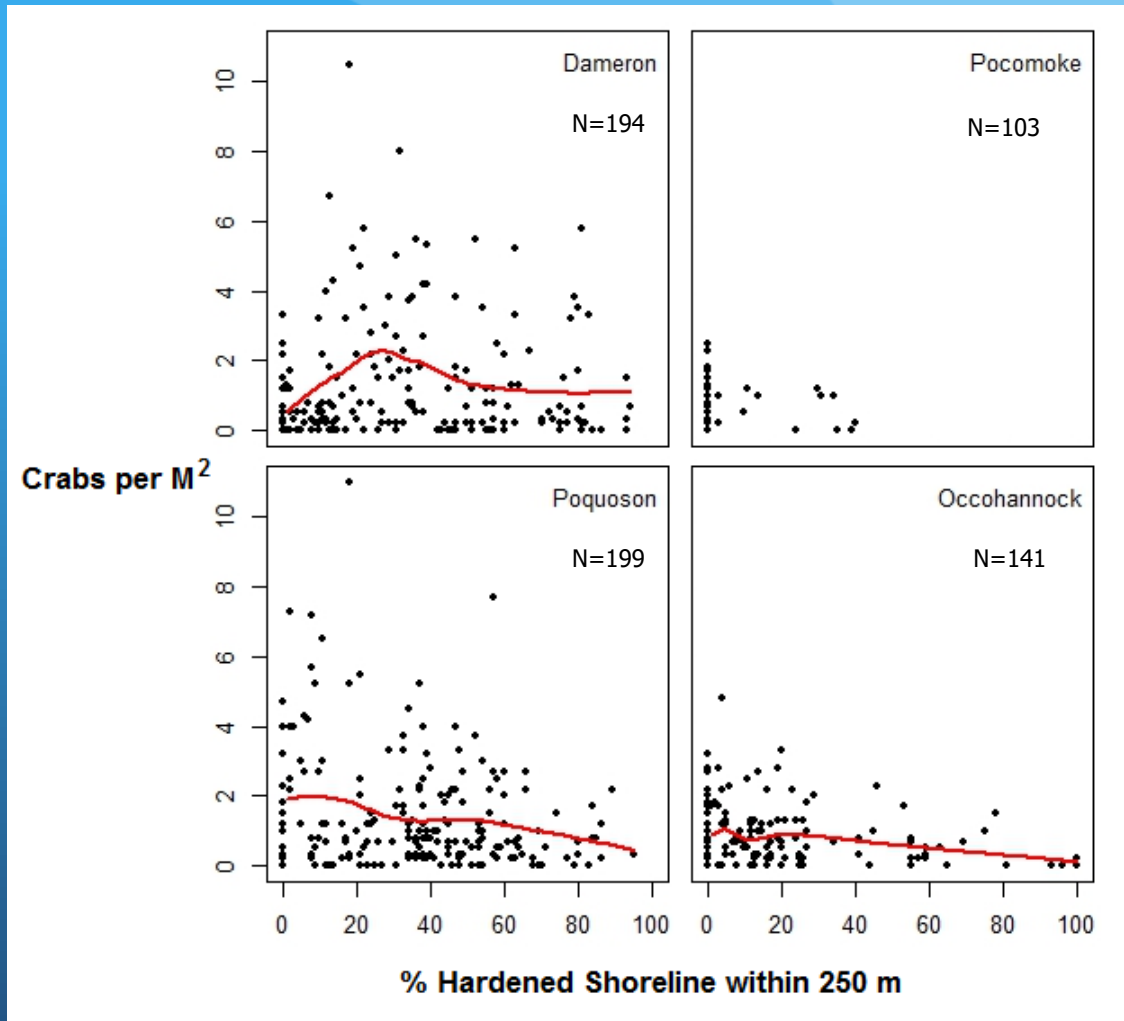 Dameron
N=194
Pocomoke
N=103
10
8
6
4
2
0
Crabs per M²
Poquoson
N=199
Occohannock
N=141
10
8
6
4
2
0
0 20 40 60 80 100
0 20 40 60 80 100
% Hardened Shoreline within 250 m